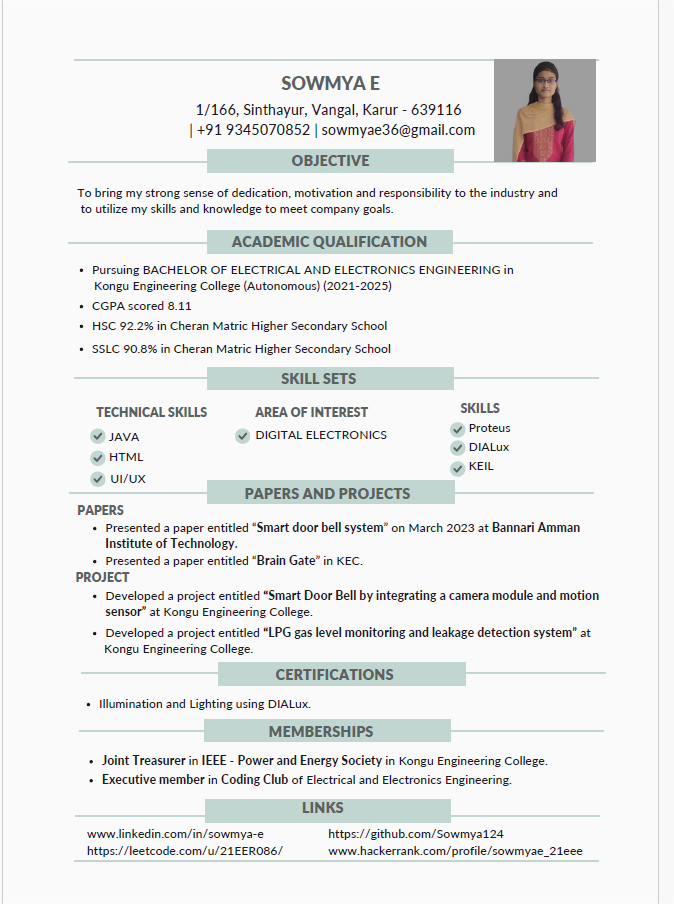 SOWMYA E
1/166, Sinthayur, Vangal, Karur - 639116
| +91 9345070852 | sowmyae36@gmail.com
OBJECTIVE
To bring my strong sense of dedication, motivation and responsibility to the industry and
to utilize my skills and knowledge to meet company goals.
ACADEMIC QUALIFICATION
• Pursuing BACHELOR OF ELECTRICAL AND ELECTRONICS ENGINEERING in
Kongu Engineering College (Autonomous) (2021-2025)
• CGPA scored 8.11
• HSC 92.2% in Cheran Matric Higher Secondary School
• SSLC 90.8% in Cheran Matric Higher Secondary School
SKILL SETS
TECHNICAL SKILLS
JAVA
HTML
UI/UX
AREA OF INTEREST
DIGITAL ELECTRONICS
SKILLS
Proteus
DIALux
KEIL
PAPERS AND PROJECTS
PAPERS
• Presented a paper entitled “Smart door bell system” on March 2023 at Bannari Amman
Institute of Technology.
• Presented a paper entitled “Brain Gate” in KEC.
PROJECT
• Developed a project entitled “Smart Door Bell by integrating a camera module and motion
sensor” at Kongu Engineering College.
• Developed a project entitled “LPG gas level monitoring and leakage detection system” at
Kongu Engineering College.
CERTIFICATIONS
• Illumination and Lighting using DIALux.
MEMBERSHIPS
• Joint Treasurer in IEEE - Power and Energy Society in Kongu Engineering College.
• Executive member in Coding Club of Electrical and Electronics Engineering.
LINKS
www.linkedin.com/in/sowmya-e
https://github.com/Sowmya124
https://leetcode.com/u/21EER086/
www.hackerrank.com/profile/sowmyae_21eee